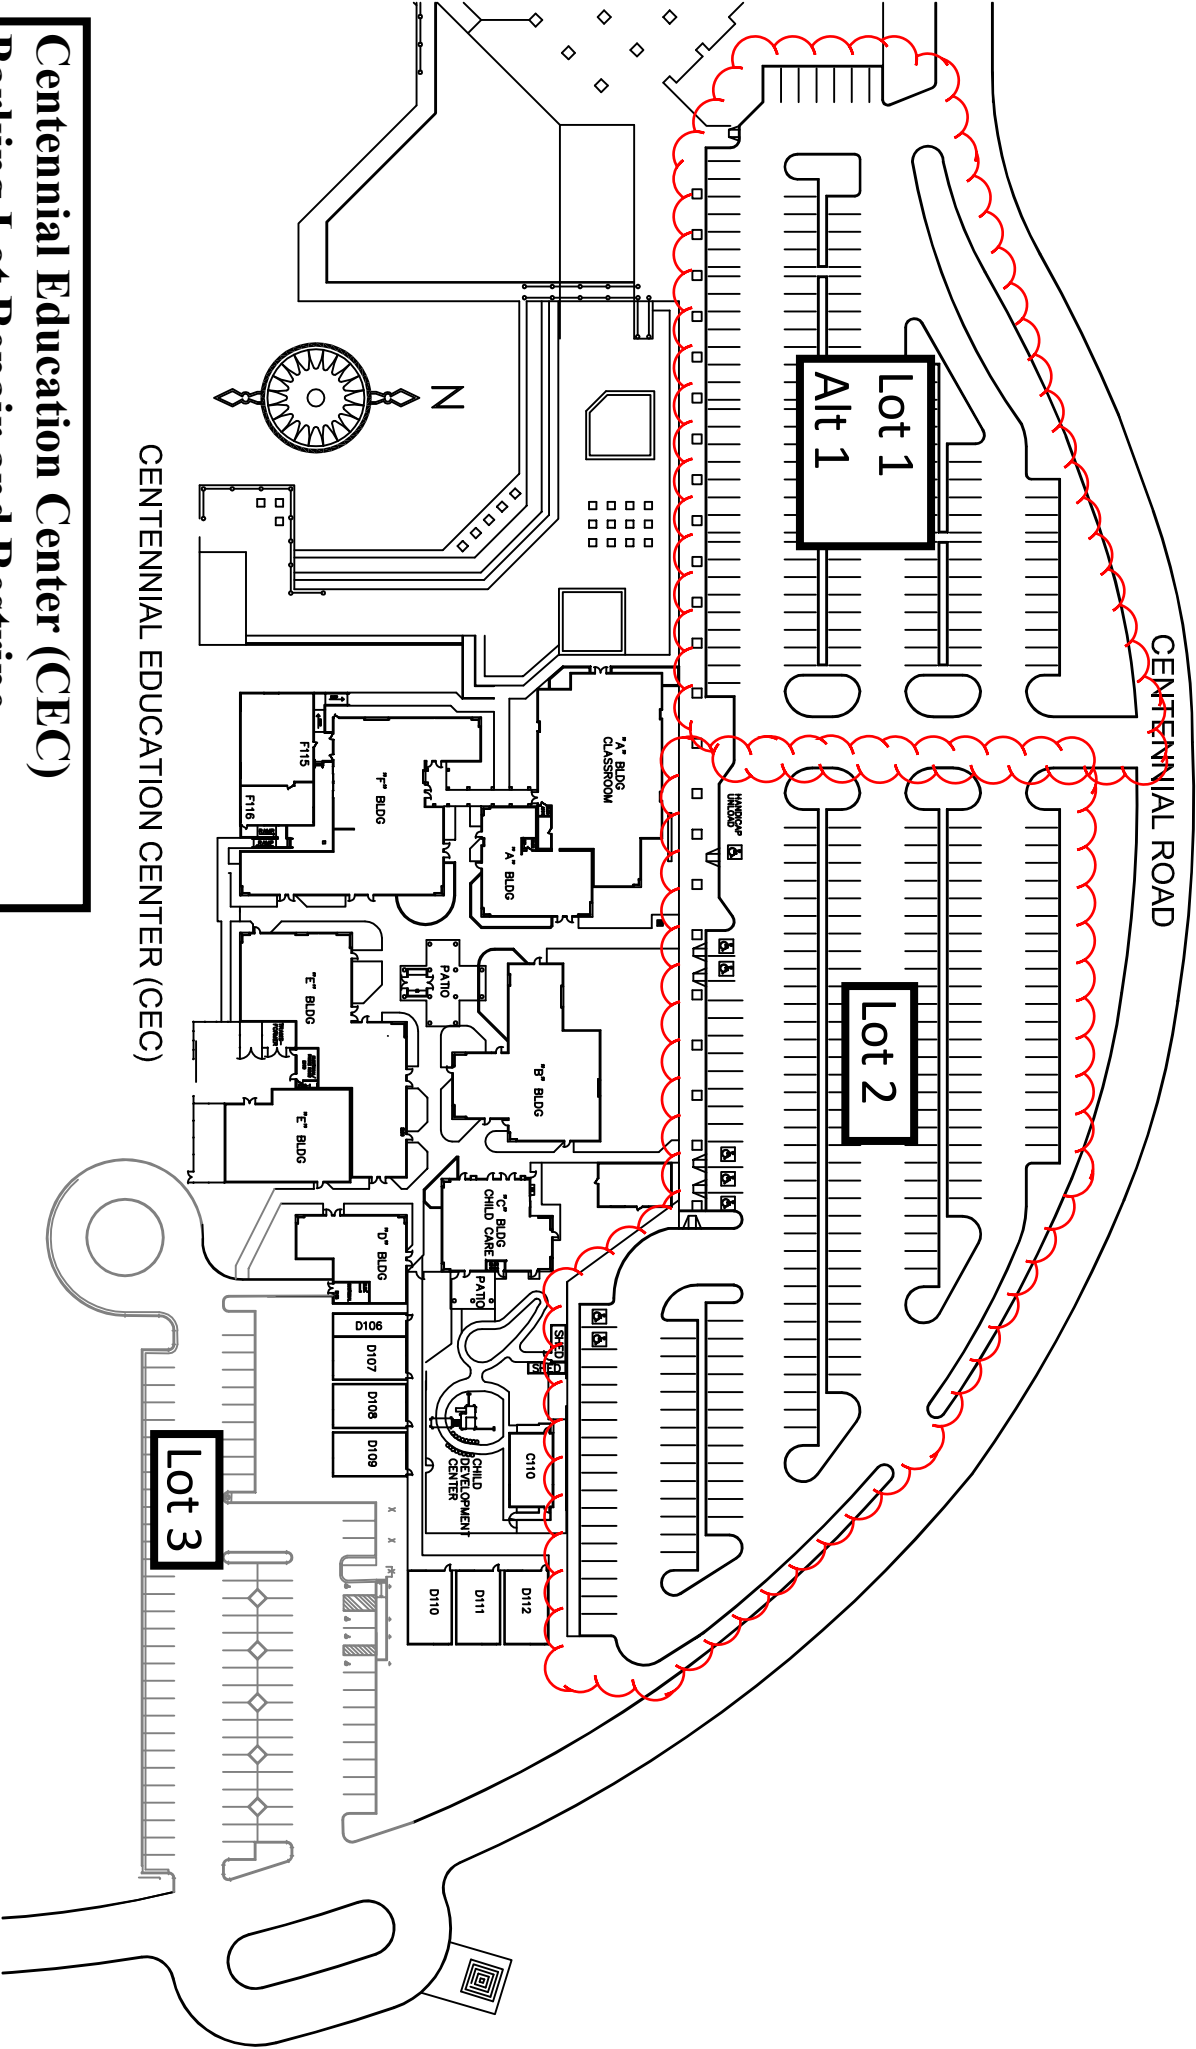 Centennial Education Center (CEC)
Parking Lot Repair and Restripe
CENTENNIAL ROAD
Lot 1
Alt 1
Lot 2
Lot 3
N
CENTENNIAL EDUCATION CENTER (CEC)
HANDICAP
UNLOAD
"A" BLDG
CLASSROOM
"A" BLDG
"F" BLDG
F115
F116
PATIO
"B" BLDG
"E" BLDG
"E" BLDG
"C" BLDG
CHILD CARE
PATIO
"D" BLDG
SHED
SHED
D106
D107
D108
D109
C110
CHILD
DEVELOPMENT
CENTER
D110
D111
D112